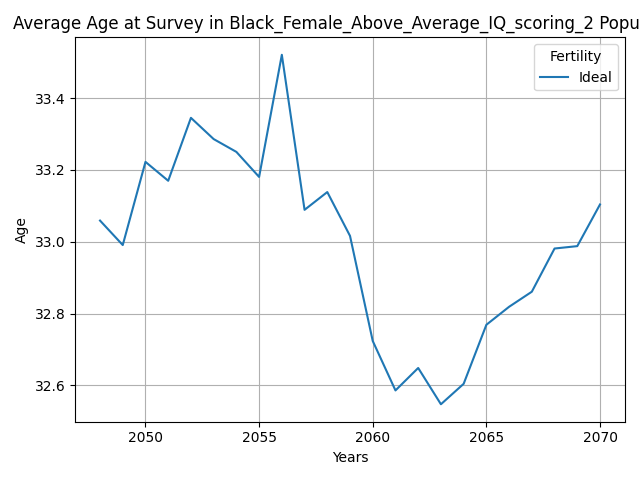 Average Age at Survey in Black_Female_Above_Average_IQ_scoring_2 Popu
Fertility
Ideal
33.4
33.2
33.0
32.8
32.6
Age
2050 2055 2060 2065 2070
Years